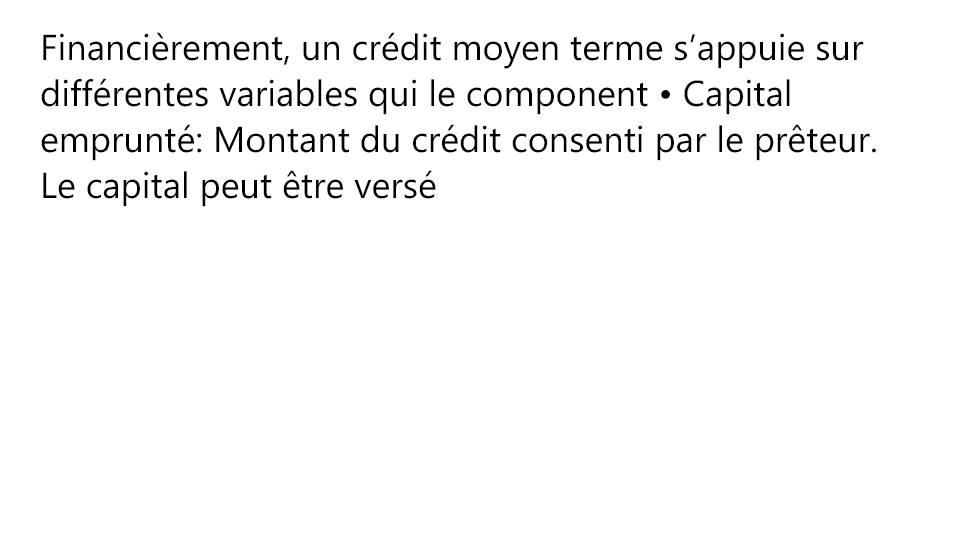 Financièrement, un crédit moyen terme s’appuie sur
différentes variables qui le component • Capital
emprunté: Montant du crédit consenti par le prêteur.
Le capital peut être versé